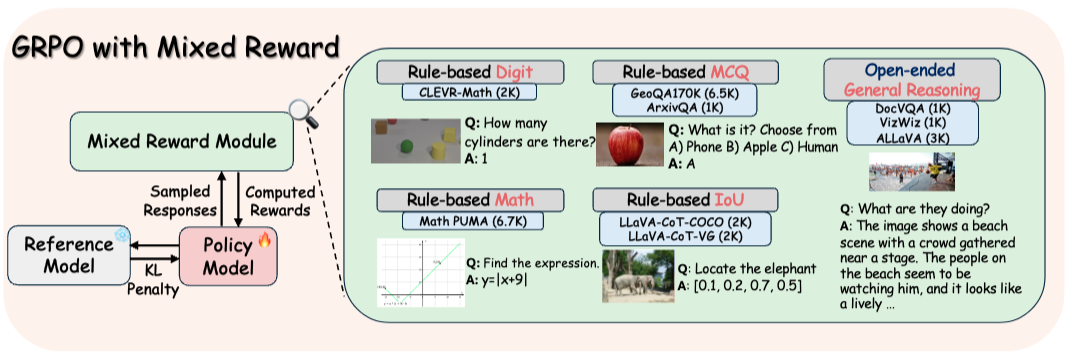 GRPO with Mixed Reward
Mixed Reward Module
Sampled
Responses
Computed
Rewards
Reference
Model
Policy
Model
KL
Penalty
Rule-based Digit
CLEVR-Math (2K)
Q: How many
cylinders are there?
A: 1
Rule-based MCQ
GeoQA170K (6.5K)
ArxivQA (1K)
Q: What is it? Choose from
A) Phone B) Apple C) Human
A: A
Open-ended
General Reasoning
DocVQA (1K)
VizWiz (1K)
ALLaVA (3K)
Q: What are they doing?
A: The image shows a beach
scene with a crowd gathered
near a stage. The people on
the beach seem to be
watching him, and it looks like
a lively ...
Rule-based Math
Math PUMA (6.7K)
Q: Find the expression.
A: y=|x+9|
Rule-based IoU
LLaVA-CoT-COCO (2K)
LLaVA-CoT-VG (2K)
Q: Locate the elephant
A: [0.1, 0.2, 0.7, 0.5]